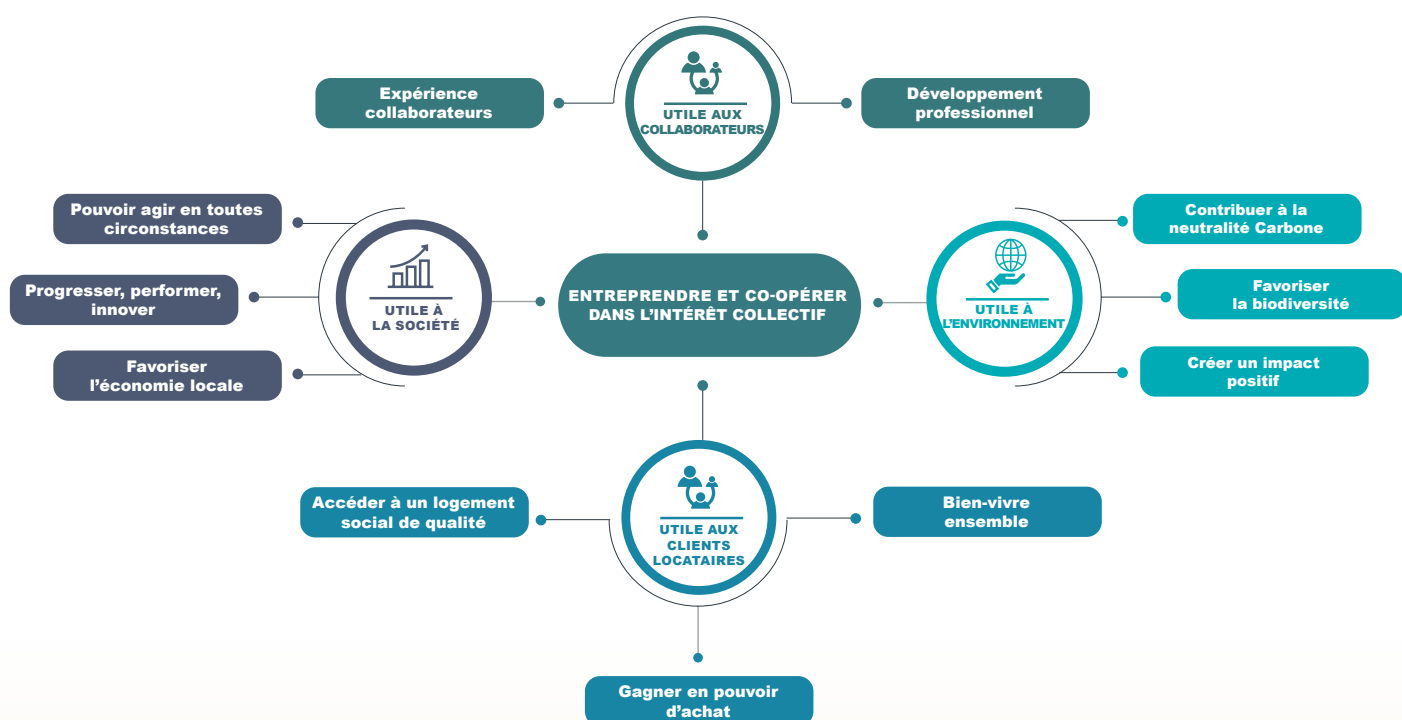 Expérience
collaborateurs
UTILE AUX
COLLABORATEURS
Développement
professionnel
Pouvoir agir en toutes
circonstances
Progresser, performer,
innover
Favoriser
l’économie locale
UTILE À
LA SOCIÉTÉ
ENTREPRENDRE ET CO-OPÉRER
DANS L’INTÉRÊT COLLECTIF
UTILE À
L’ENVIRONNEMENT
Contribuer à la
neutralité Carbone
Favoriser
la biodiversité
Créer un impact
positif
Accéder à un logement
social de qualité
UTILE AUX
CLIENTS
LOCATAIRES
Bien-vivre
ensemble
Gagner en pouvoir
d’achat